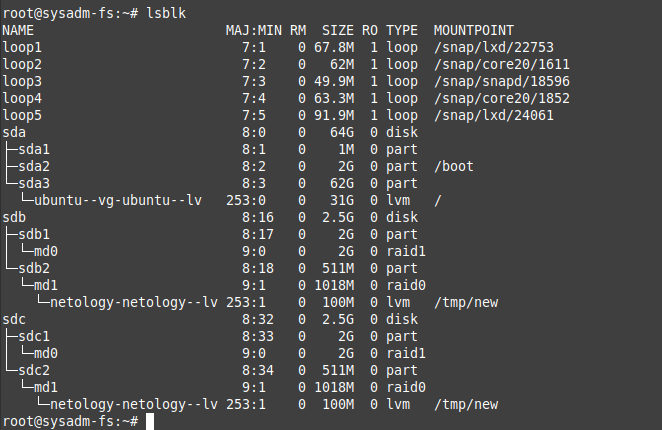 root@sysadm-fs:~# lsblk
NAME                      MAJ:MIN RM  SIZE RO TYPE  MOUNTPOINT
loop1                       7:1    0 67.8M  1 loop  /snap/lxd/22753
loop2                       7:2    0   62M  1 loop  /snap/core20/1611
loop3                       7:3    0 49.9M  1 loop  /snap/snapd/18596
loop4                       7:4    0 63.3M  1 loop  /snap/core20/1852
loop5                       7:5    0 91.9M  1 loop  /snap/lxd/24061
sda                         8:0    0   64G  0 disk
├─sda1                      8:1    0    1M  0 part
├─sda2                      8:2    0    2G  0 part  /boot
└─sda3                      8:3    0   62G  0 part
  └─ubuntu--vg-ubuntu--lv 253:0    0   31G  0 lvm   /
sdb                         8:16   0  2.5G  0 disk
├─sdb1                      8:17   0    2G  0 part
│ └─md0                     9:0    0    2G  0 raid1
└─sdb2                      8:18   0  511M  0 part
  └─md1                     9:1    0 1018M  0 raid0
    └─netology-netology--lv 253:1    0  100M  0 lvm   /tmp/new
sdc                         8:32   0  2.5G  0 disk
├─sdc1                      8:33   0    2G  0 part
│ └─md0                     9:0    0    2G  0 raid1
└─sdc2                      8:34   0  511M  0 part
  └─md1                     9:1    0 1018M  0 raid0
    └─netology-netology--lv 253:1    0  100M  0 lvm   /tmp/new
root@sysadm-fs:~#